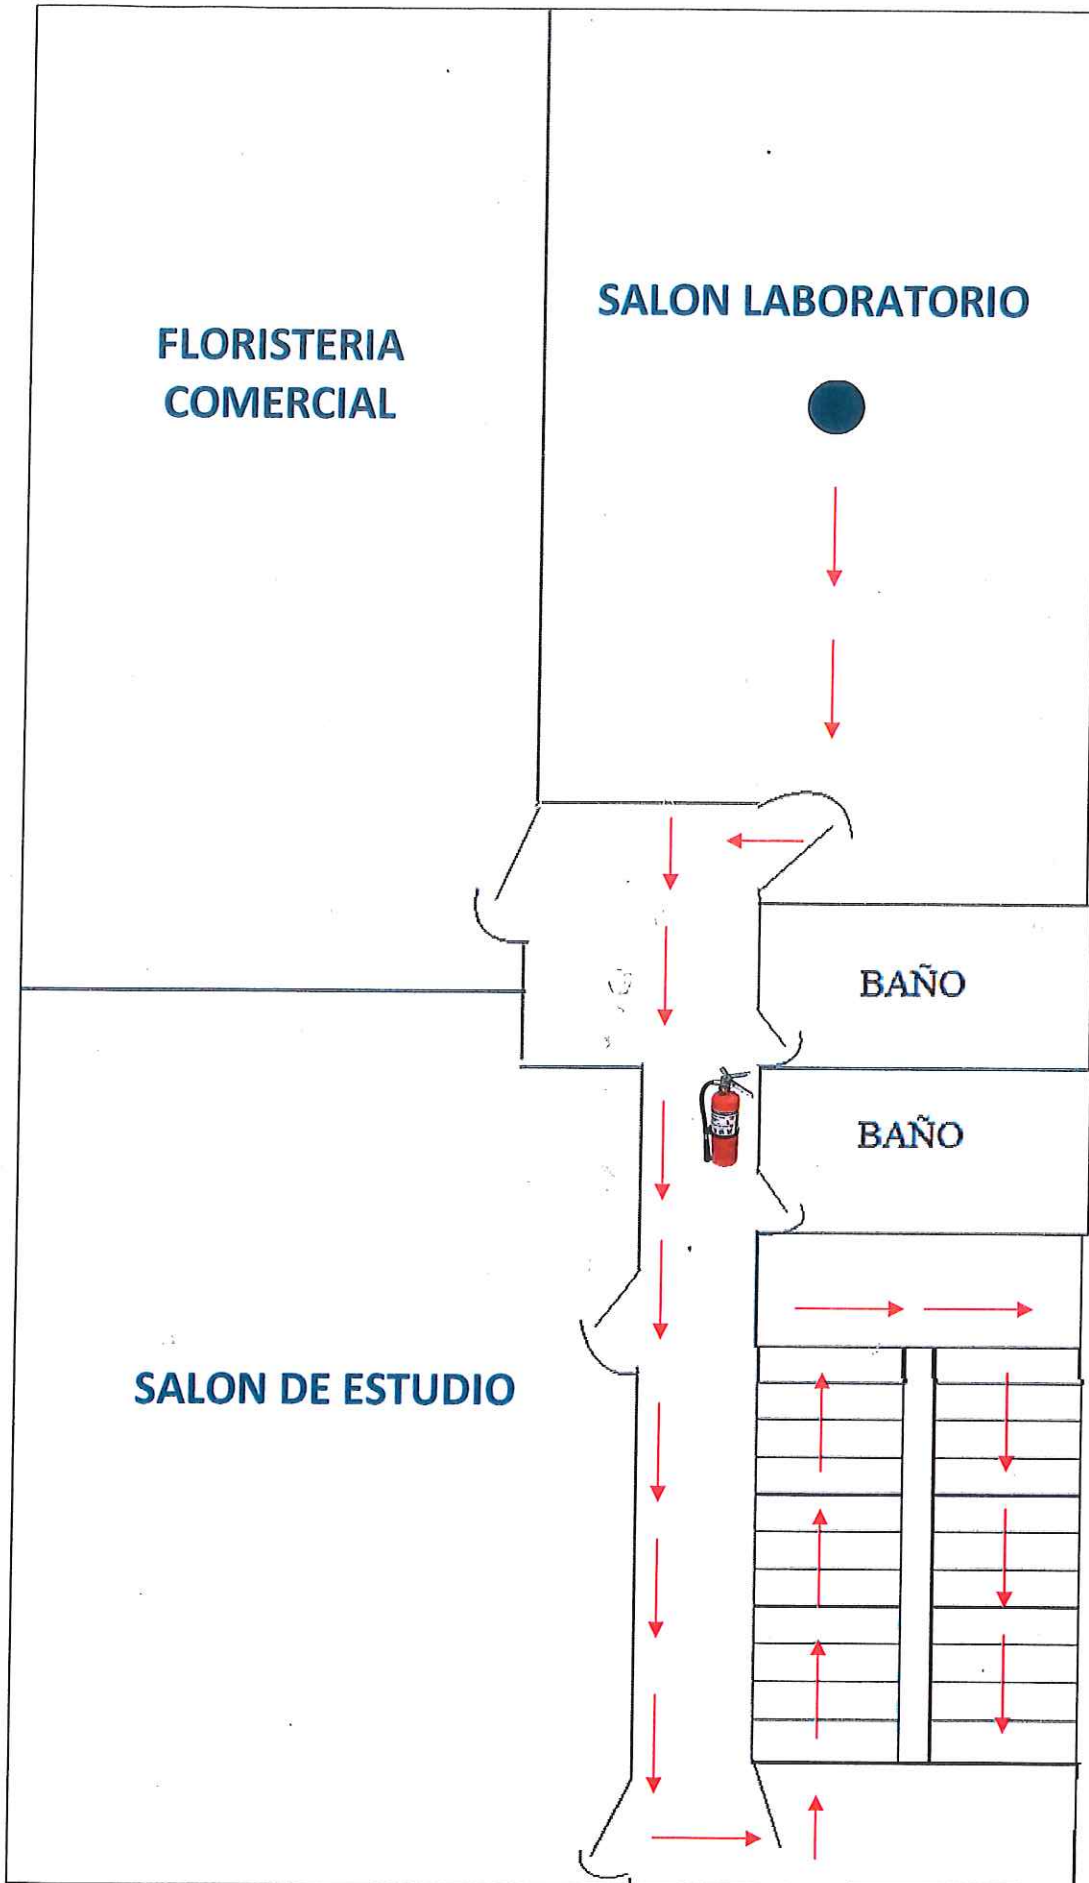 SALON LABORATORIO
FLORISTERIA
COMERCIAL
BAÑO
BAÑO
SALON DE ESTUDIO